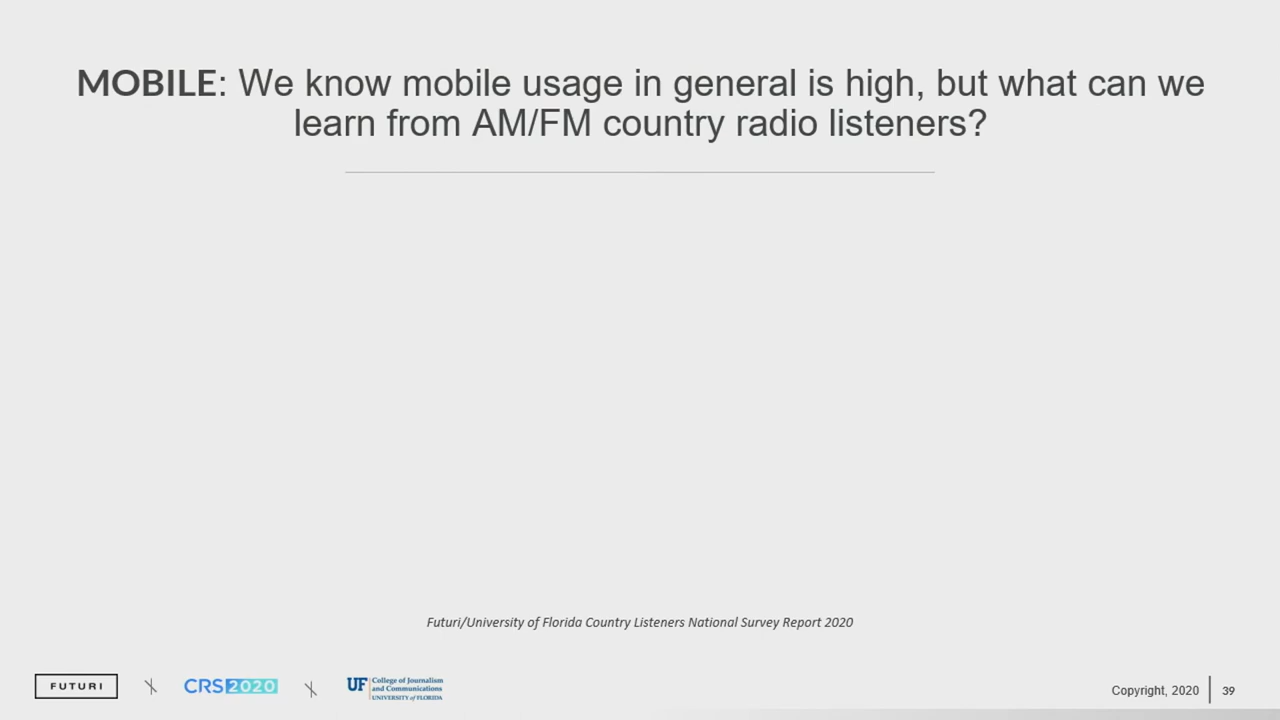 MOBILE: We know mobile usage in general is high, but what can we
learn from AM/FM country radio listeners?
Futuri/University of Florida Country Listeners National Survey Report 2020
FUTURI
CRS2020
UF College of Journalism
and Communications
UNIVERSITY of FLORIDA
Copyright, 2020
39